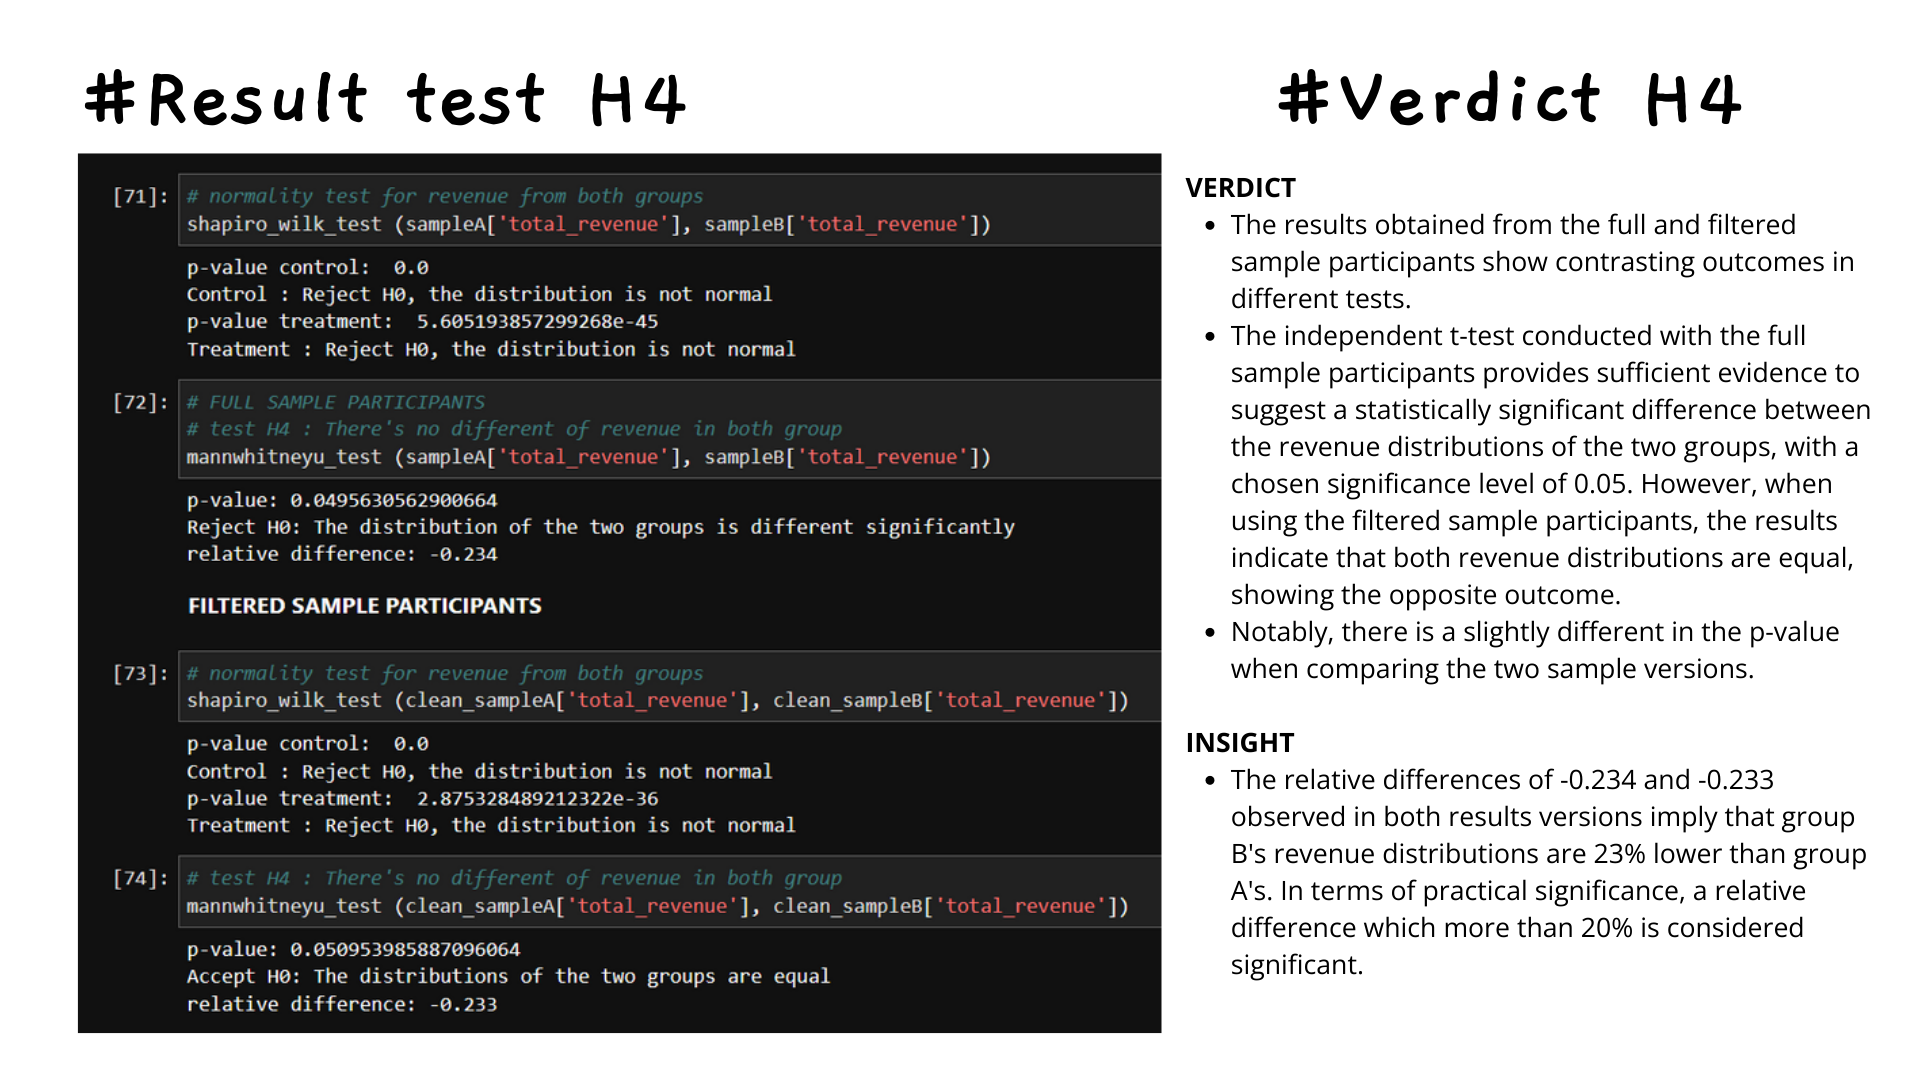 #Result test H4
[71]: # normality test for revenue from both groups
shapiro_wilk_test (sampleA['total_revenue'], sampleB['total_revenue'])
p-value control:  0.0
Control : Reject H0, the distribution is not normal
p-value treatment:  5.605193857299268e-45
Treatment : Reject H0, the distribution is not normal
[72]: # FULL SAMPLE PARTICIPANTS
# test H4 : There's no different of revenue in both group
mannwhitneyu_test (sampleA['total_revenue'], sampleB['total_revenue'])
p-value: 0.0495630562900664
Reject H0: The distribution of the two groups is different significantly
relative difference: -0.234
FILTERED SAMPLE PARTICIPANTS
[73]: # normality test for revenue from both groups
shapiro_wilk_test (clean_sampleA['total_revenue'], clean_sampleB['total_revenue'])
p-value control:  0.0
Control : Reject H0, the distribution is not normal
p-value treatment:  2.875328489212322e-36
Treatment : Reject H0, the distribution is not normal
[74]: # test H4 : There's no different of revenue in both group
mannwhitneyu_test (clean_sampleA['total_revenue'], clean_sampleB['total_revenue'])
p-value: 0.050953985887096064
Accept H0: The distributions of the two groups are equal
relative difference: -0.233
#Verdict H4
VERDICT
• The results obtained from the full and filtered
sample participants show contrasting outcomes in
different tests.
• The independent t-test conducted with the full
sample participants provides sufficient evidence to
suggest a statistically significant difference between
the revenue distributions of the two groups, with a
chosen significance level of 0.05. However, when
using the filtered sample participants, the results
indicate that both revenue distributions are equal,
showing the opposite outcome.
• Notably, there is a slightly different in the p-value
when comparing the two sample versions.
INSIGHT
• The relative differences of -0.234 and -0.233
observed in both results versions imply that group
B's revenue distributions are 23% lower than group
A's. In terms of practical significance, a relative
difference which more than 20% is considered
significant.